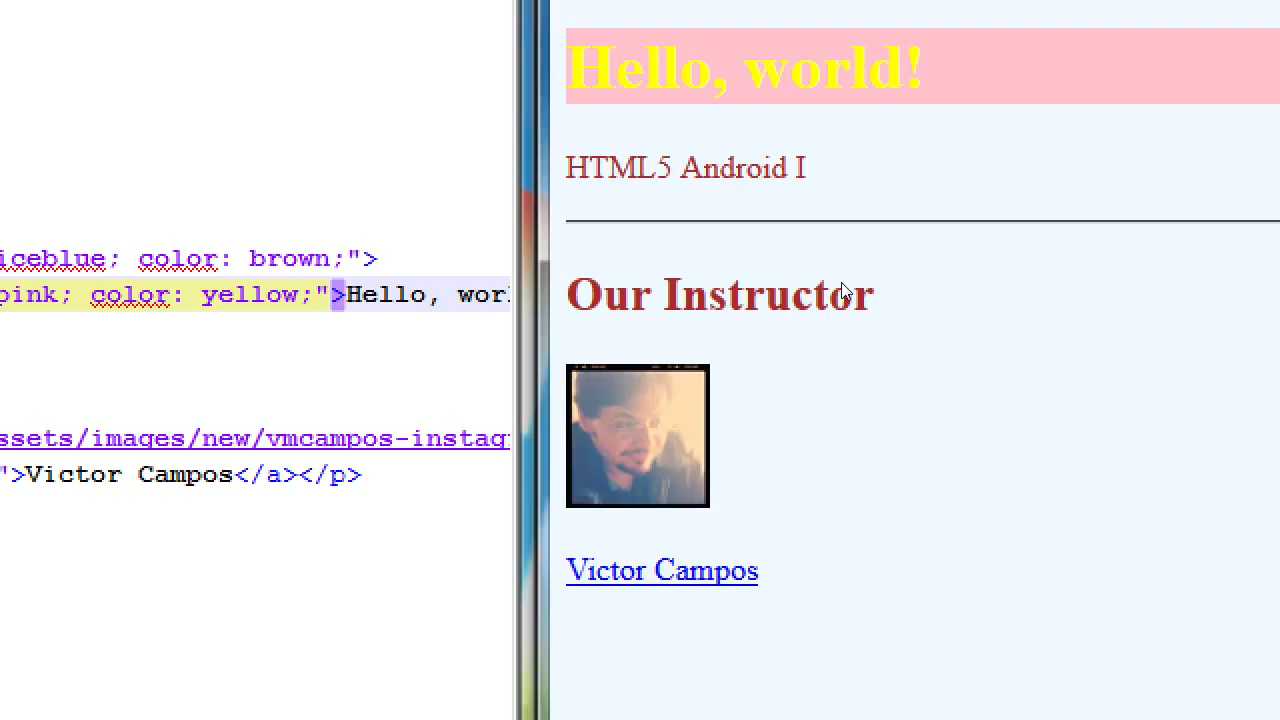 iceblue; color: brown;">
pink; color: yellow;">Hello, worl
ssets/images/new/vmcampos-instag
">Victor Campos</a></p>
Hello, world!
HTML5 Android I
Our Instructor
Victor Campos